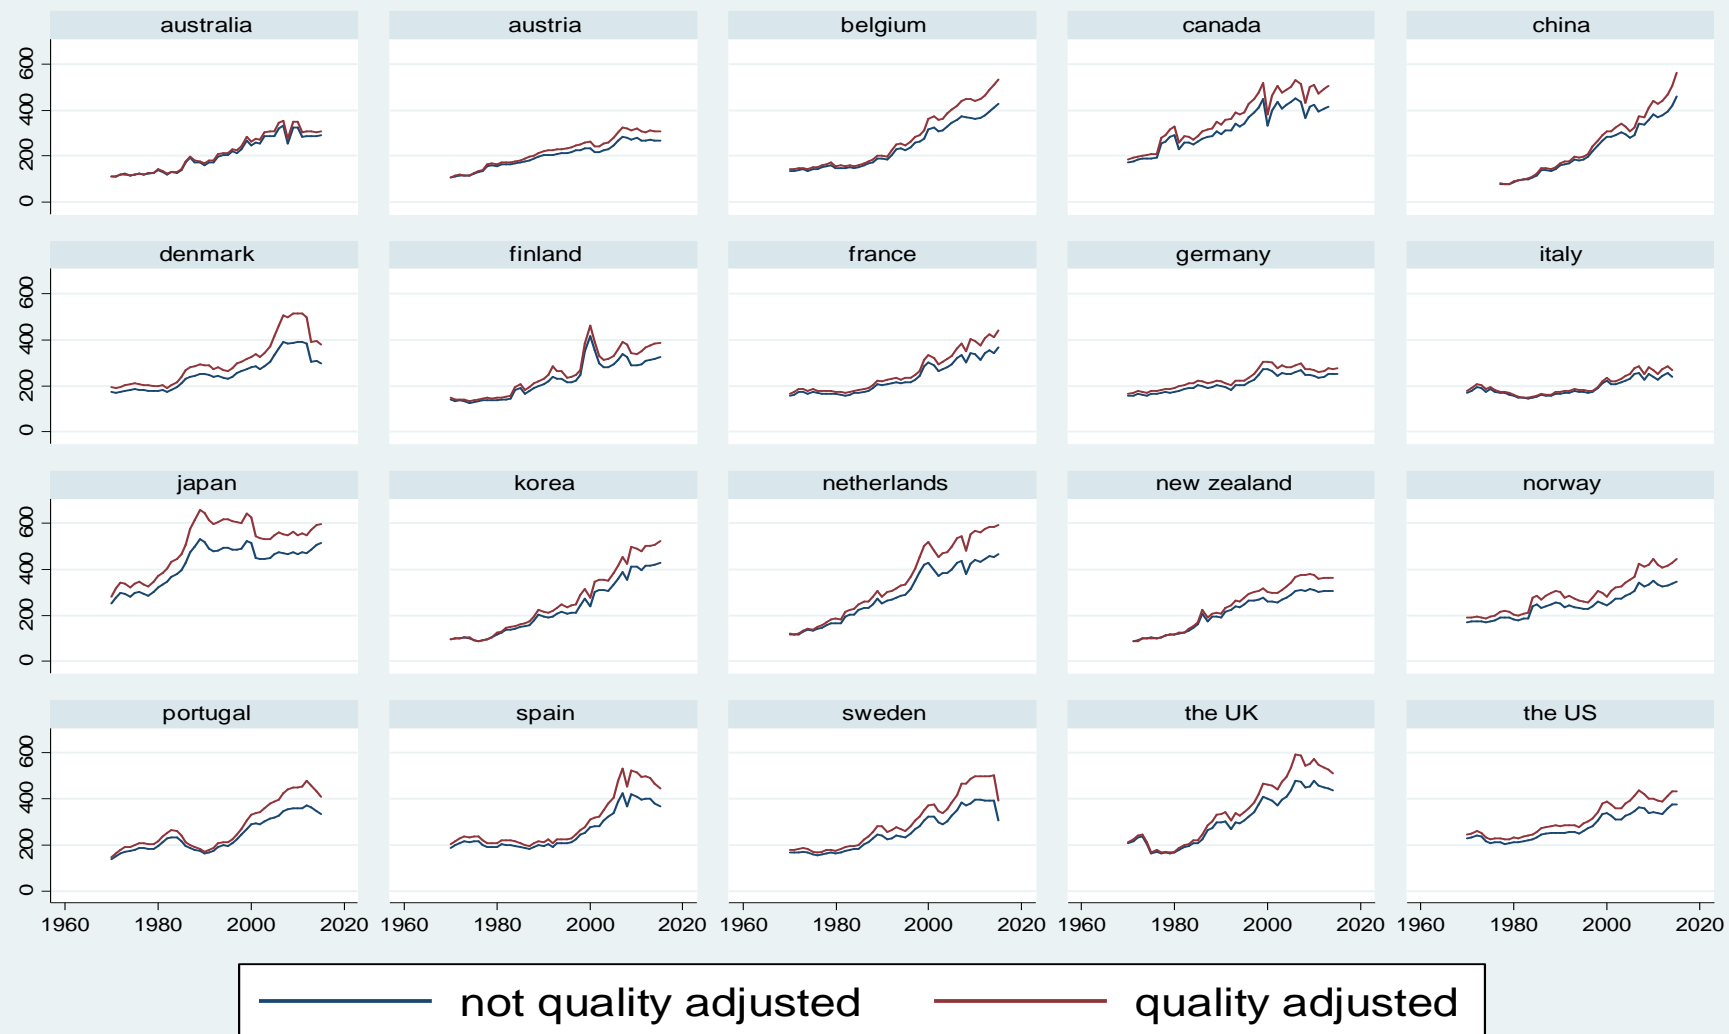 australia austria belgium canada china
600
400
200
0
denmark finland france germany italy
600
400
200
0
japan korea netherlands new zealand norway
600
400
200
0
portugal spain sweden the UK the US
600
400
200
0
1960 1980 2000 2020 1960 1980 2000 2020 1960 1980 2000 2020 1960 1980 2000 2020 1960 1980 2000 2020
not quality adjusted quality adjusted